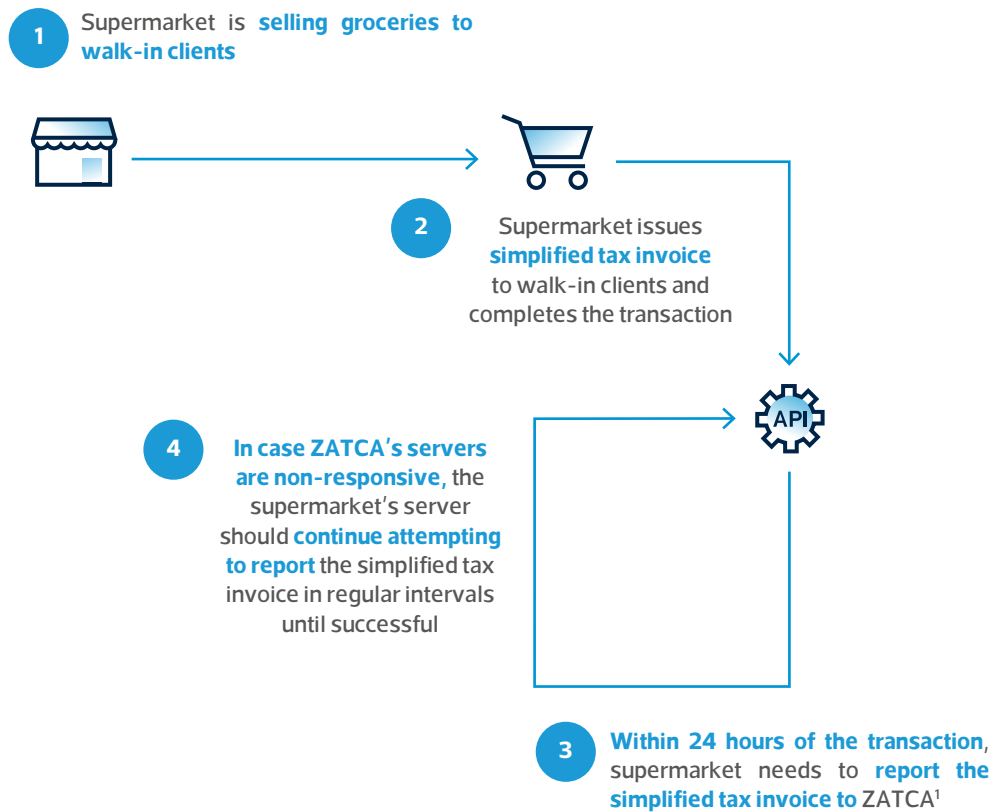 1
Supermarket is selling groceries to
walk-in clients
2
Supermarket issues
simplified tax invoice
to walk-in clients and
completes the transaction
API
4
In case ZATCA’s servers
are non-responsive, the
supermarket’s server
should continue attempting
to report the simplified tax
invoice in regular intervals
until successful
3
Within 24 hours of the transaction,
supermarket needs to report the
simplified tax invoice to ZATCA¹